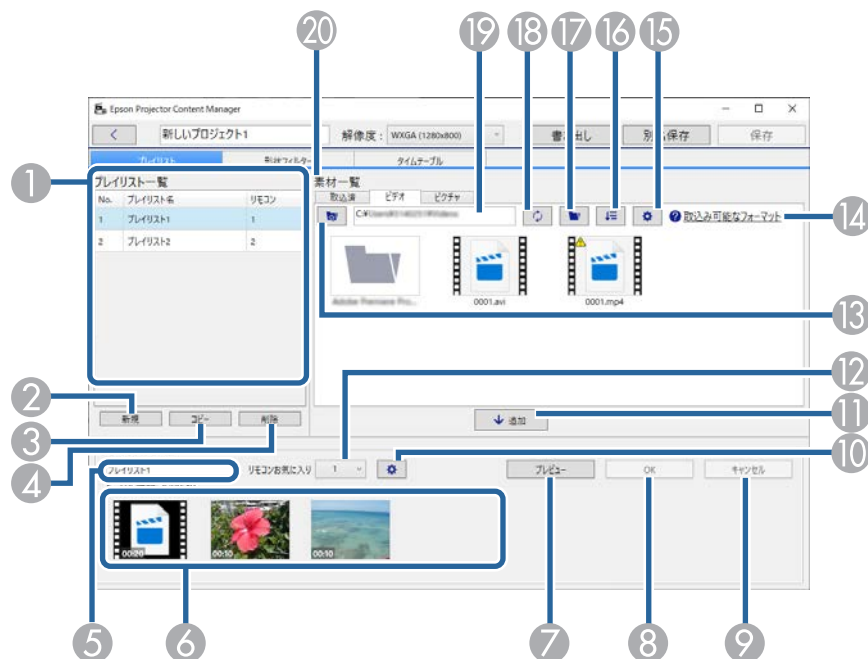 20 19 18 17 16 15
Epson Projector Content Manager
新しいプロジェクト1 解像度： WXGA (1280x800) 保存
プレイリスト タイムテーブル
1
プレイリスト一覧
No. プレイリスト名 リモコン
1 プレイリスト1 1
2 プレイリスト2 2
素材一覧
取込済 ビデオ ピクチャ
取込み可能なフォーマット
14
0001.avi 0001.mp4
13
12
2
新規 コピー 削除
追加
11
3
10
4
プレイリスト1 リモコンお気に入り 1
プレビュー OK キャンセル
00:20 00:10 00:10
5 6 7 8 9